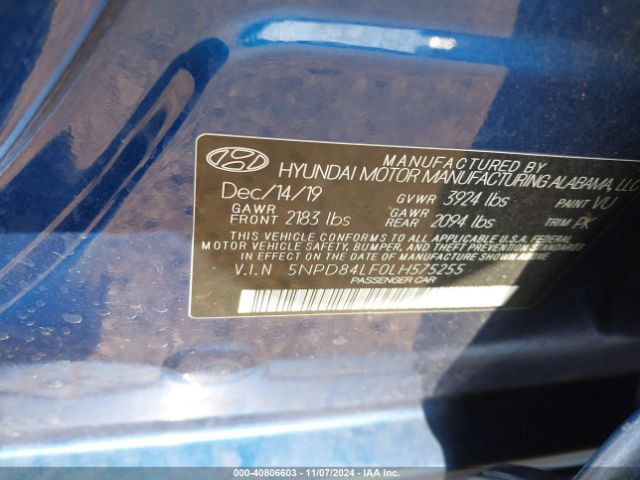 MANUFACTURED BY
HYUNDAI MOTOR MANUFACTURING ALABAMA, LLC
Dec/14/19 GVWR 3924 lbs PAINT VU
GAWR FRONT 2183 lbs GAWR REAR 2094 lbs TRIM PK
THIS VEHICLE CONFORMS TO ALL APPLICABLE U.S.A. FEDERAL
MOTOR VEHICLE SAFETY, BUMPER, AND THEFT PREVENTION
STANDARDS IN EFFECT ON THE DATE OF MANUFACTURE SHOWN ABOVE.
V.I.N 5NPD84LF0LH575255
PASSENGER CAR
000-40806603 - 11/07/2024 - IAA Inc.